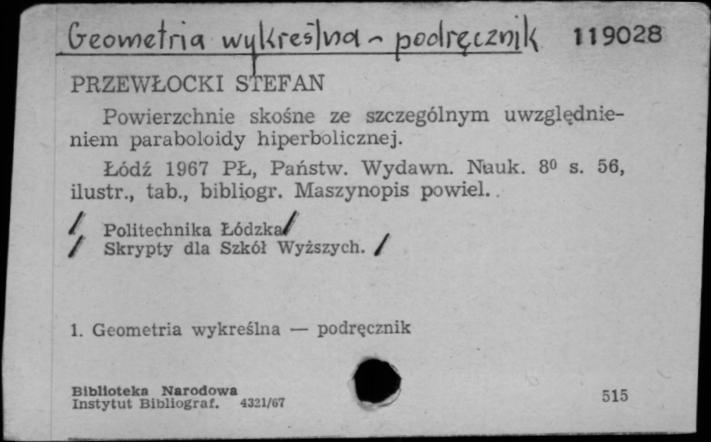 Geometria wykreślna - podręcznik 119028
PRZEWŁOCKI STEFAN
Powierzchnie skośne ze szczególnym uwzględnie-
niem paraboloidy hiperbolicznej.
Łódź 1967 PŁ, Państw. Wydawn. Nauk. 8⁰ s. 56,
ilustr., tab., bibliogr. Maszynopis powiel. .
/ Politechnika Łódzka/
/ Skrypty dla Szkół Wyższych. /
1. Geometria wykreślna — podręcznik
Biblioteka Narodowa
Instytut Bibliograf. 4321/67 515